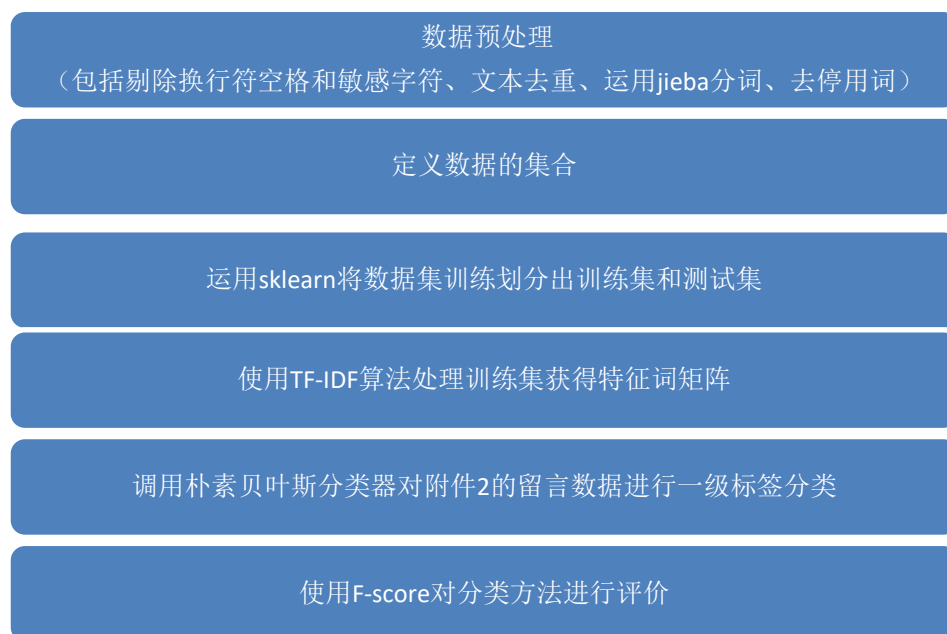 数据预处理
（包括剔除换行符空格和敏感字符、文本去重、运用jieba分词、去停用词）
定义数据的集合
运用sklearn将数据集训练划分出训练集和测试集
使用TF-IDF算法处理训练集获得特征词矩阵
调用朴素贝叶斯分类器对附件2的留言数据进行一级标签分类
使用F-score对分类方法进行评价